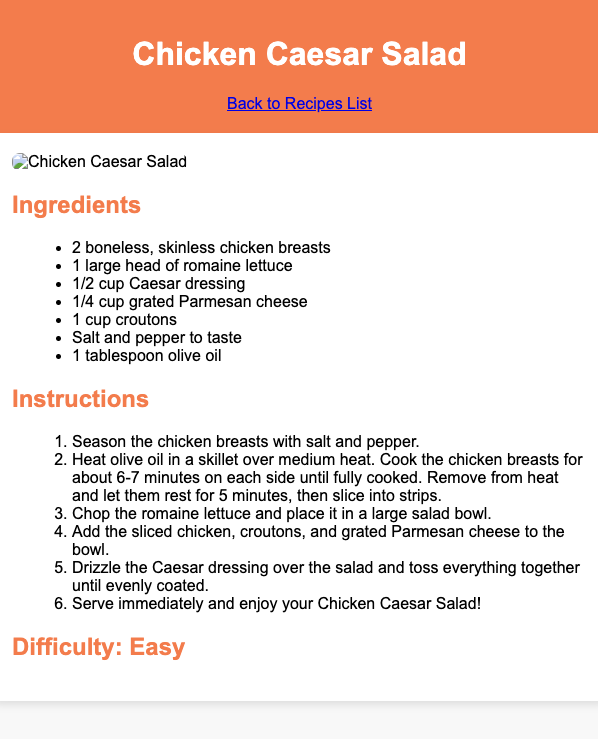 Chicken Caesar Salad
Back to Recipes List
Chicken Caesar Salad
Ingredients
• 2 boneless, skinless chicken breasts
• 1 large head of romaine lettuce
• 1/2 cup Caesar dressing
• 1/4 cup grated Parmesan cheese
• 1 cup croutons
• Salt and pepper to taste
• 1 tablespoon olive oil
Instructions
1. Season the chicken breasts with salt and pepper.
2. Heat olive oil in a skillet over medium heat. Cook the chicken breasts for
about 6-7 minutes on each side until fully cooked. Remove from heat
and let them rest for 5 minutes, then slice into strips.
3. Chop the romaine lettuce and place it in a large salad bowl.
4. Add the sliced chicken, croutons, and grated Parmesan cheese to the
bowl.
5. Drizzle the Caesar dressing over the salad and toss everything together
until evenly coated.
6. Serve immediately and enjoy your Chicken Caesar Salad!
Difficulty: Easy